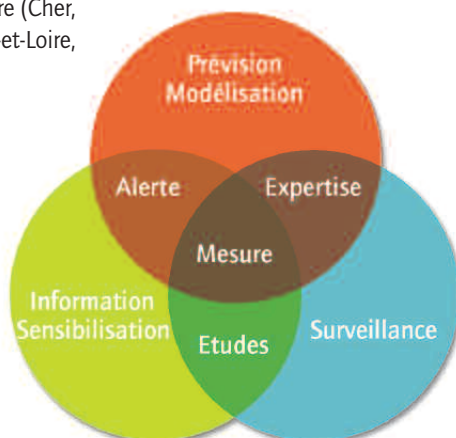 re (Cher,
-et-Loire,
Prévision
Modélisation
Alerte
Expertise
Mesure
Information
Sensibilisation
Etudes
Surveillance